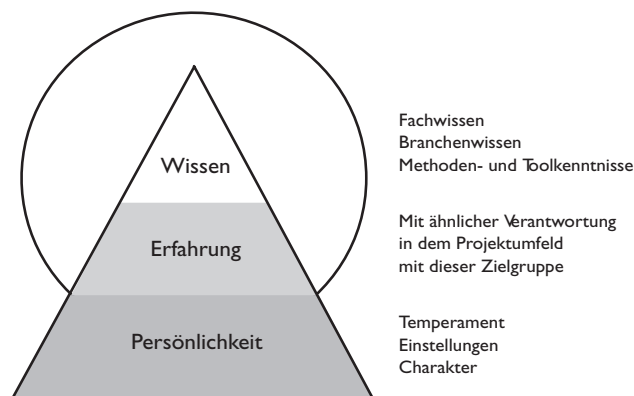 Wissen
Fachwissen
Branchenwissen
Methoden- und Toolkenntnisse
Erfahrung
Mit ähnlicher Verantwortung
in dem Projektumfeld
mit dieser Zielgruppe
Persönlichkeit
Temperament
Einstellungen
Charakter